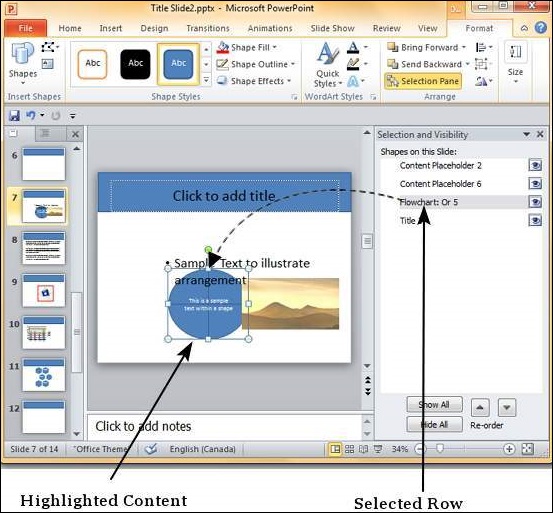 Title Slide2.pptx - Microsoft PowerPoint
File Home Insert Design Transitions Animations Slide Show Review View Format
Shapes
Insert Shapes
Abc Abc Abc
Shape Fill
Shape Outline
Shape Effects
Shape Styles
Quick Styles
WordArt Styles
Bring Forward
Send Backward
Selection Pane
Arrange
Size
6
7
8
9
10
11
12
Click to add title
• Sample Text to illustrate
arrangement
This is a sample
text within a shape
Click to add notes
Selection and Visibility
Shapes on this Slide:
Content Placeholder 2
Content Placeholder 6
Flowchart: Or 5
Title
Show All
Hide All
Re-order
Slide 7 of 14 "Office Theme" English (Canada) 34%
Highlighted Content
Selected Row